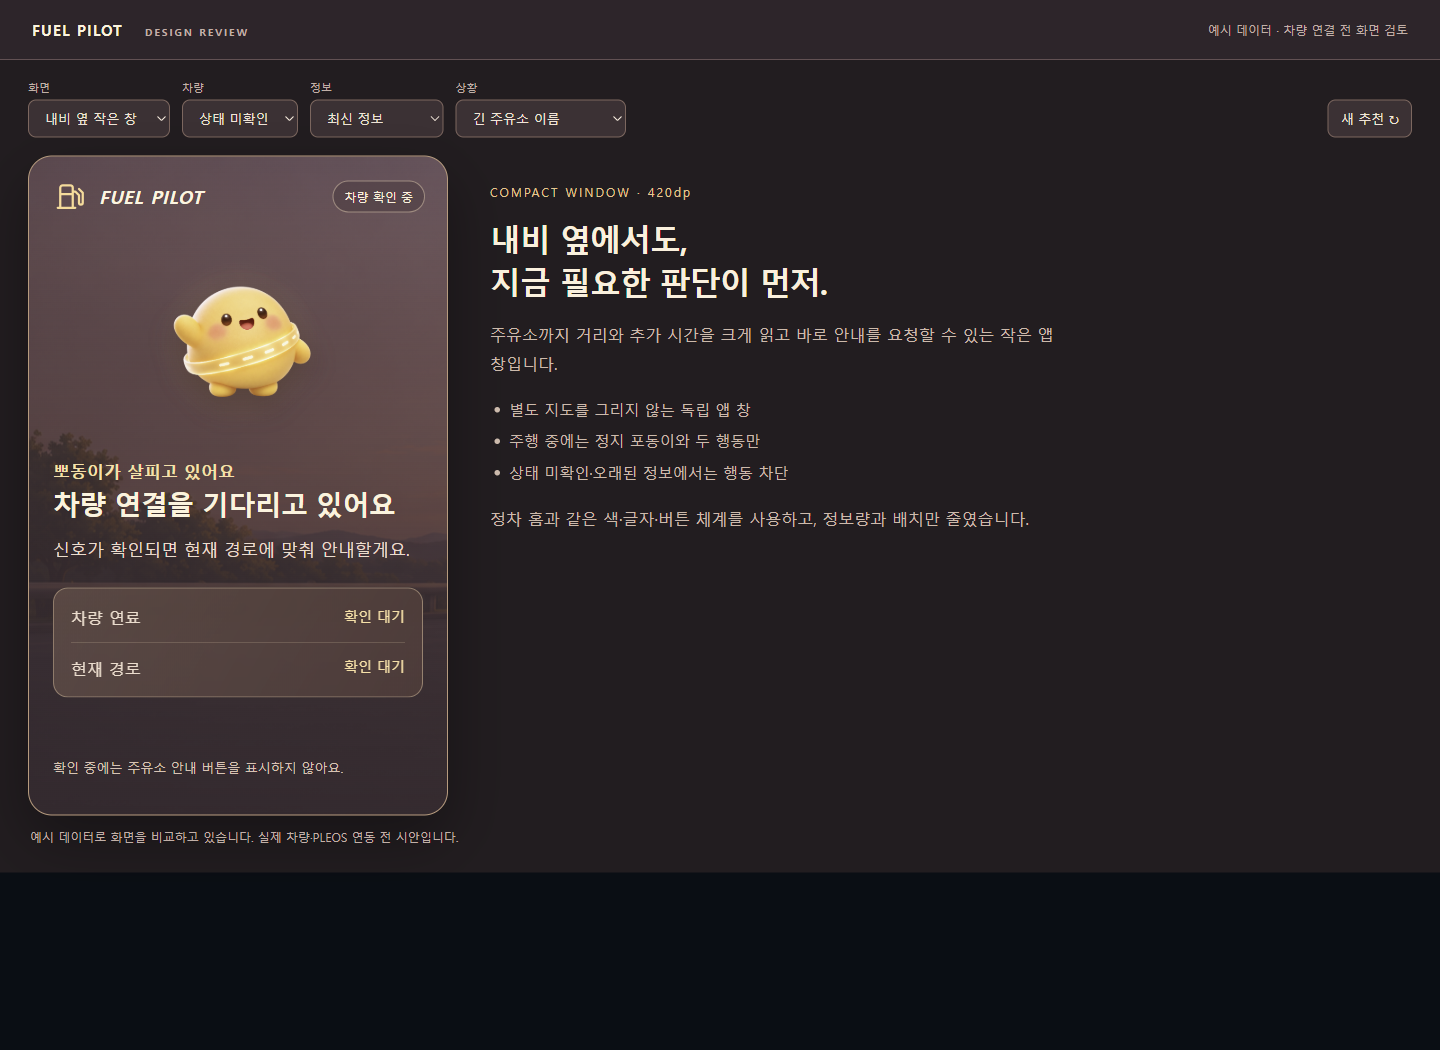 FUEL PILOT DESIGN REVIEW
예시 데이터 · 차량 연결 전 화면 검토
화면 차량 정보 상황
내비 옆 작은 창 상태 미확인 최신 정보 긴 주유소 이름 새 추천 ↻
FUEL PILOT 차량 확인 중
뽀동이가 살피고 있어요
차량 연결을 기다리고 있어요
신호가 확인되면 현재 경로에 맞춰 안내할게요.
차량 연료 확인 대기
현재 경로 확인 대기
확인 중에는 주유소 안내 버튼을 표시하지 않아요.
COMPACT WINDOW · 420dp
내비 옆에서도,
지금 필요한 판단이 먼저.
주유소까지 거리와 추가 시간을 크게 읽고 바로 안내를 요청할 수 있는 작은 앱
창입니다.
• 별도 지도를 그리지 않는 독립 앱 창
• 주행 중에는 정지 포동이와 두 행동만
• 상태 미확인·오래된 정보에서는 행동 차단
정차 홈과 같은 색·글자·버튼 체계를 사용하고, 정보량과 배치만 줄였습니다.
예시 데이터로 화면을 비교하고 있습니다. 실제 차량·PLEOS 연동 전 시안입니다.